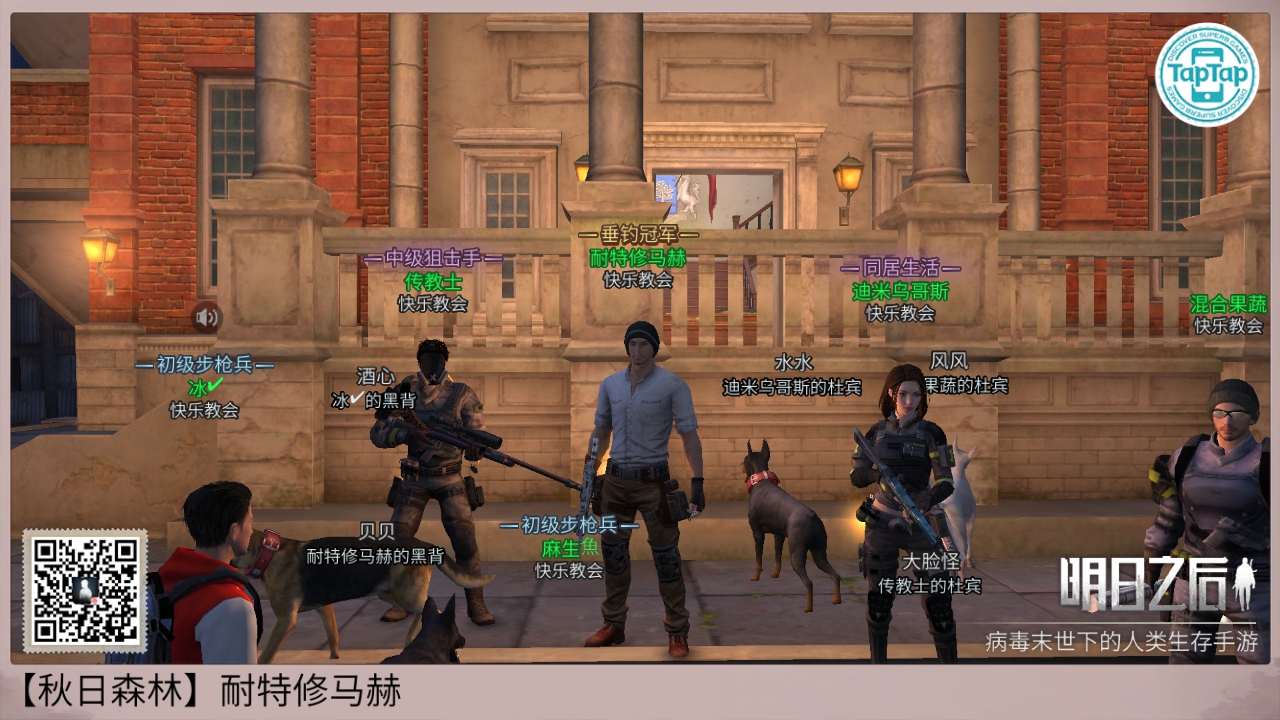 DISCOVER SUPERB GAMES
TapTap
DISCOVER SUPERB GAMES
垂钓冠军
耐特修马赫
快乐教会
中级狙击手
传教士
快乐教会
同居生活
迪米乌哥斯
快乐教会
混合果蔬
快乐教会
初级步枪兵
冰✔
快乐教会
酒心
冰✔的黑背
水水
迪米乌哥斯的杜宾
风风
果蔬的杜宾
贝贝
耐特修马赫的黑背
初级步枪兵
麻生魚
快乐教会
大脸怪
传教士的杜宾
明日之后
病毒末世下的人类生存手游
【秋日森林】耐特修马赫